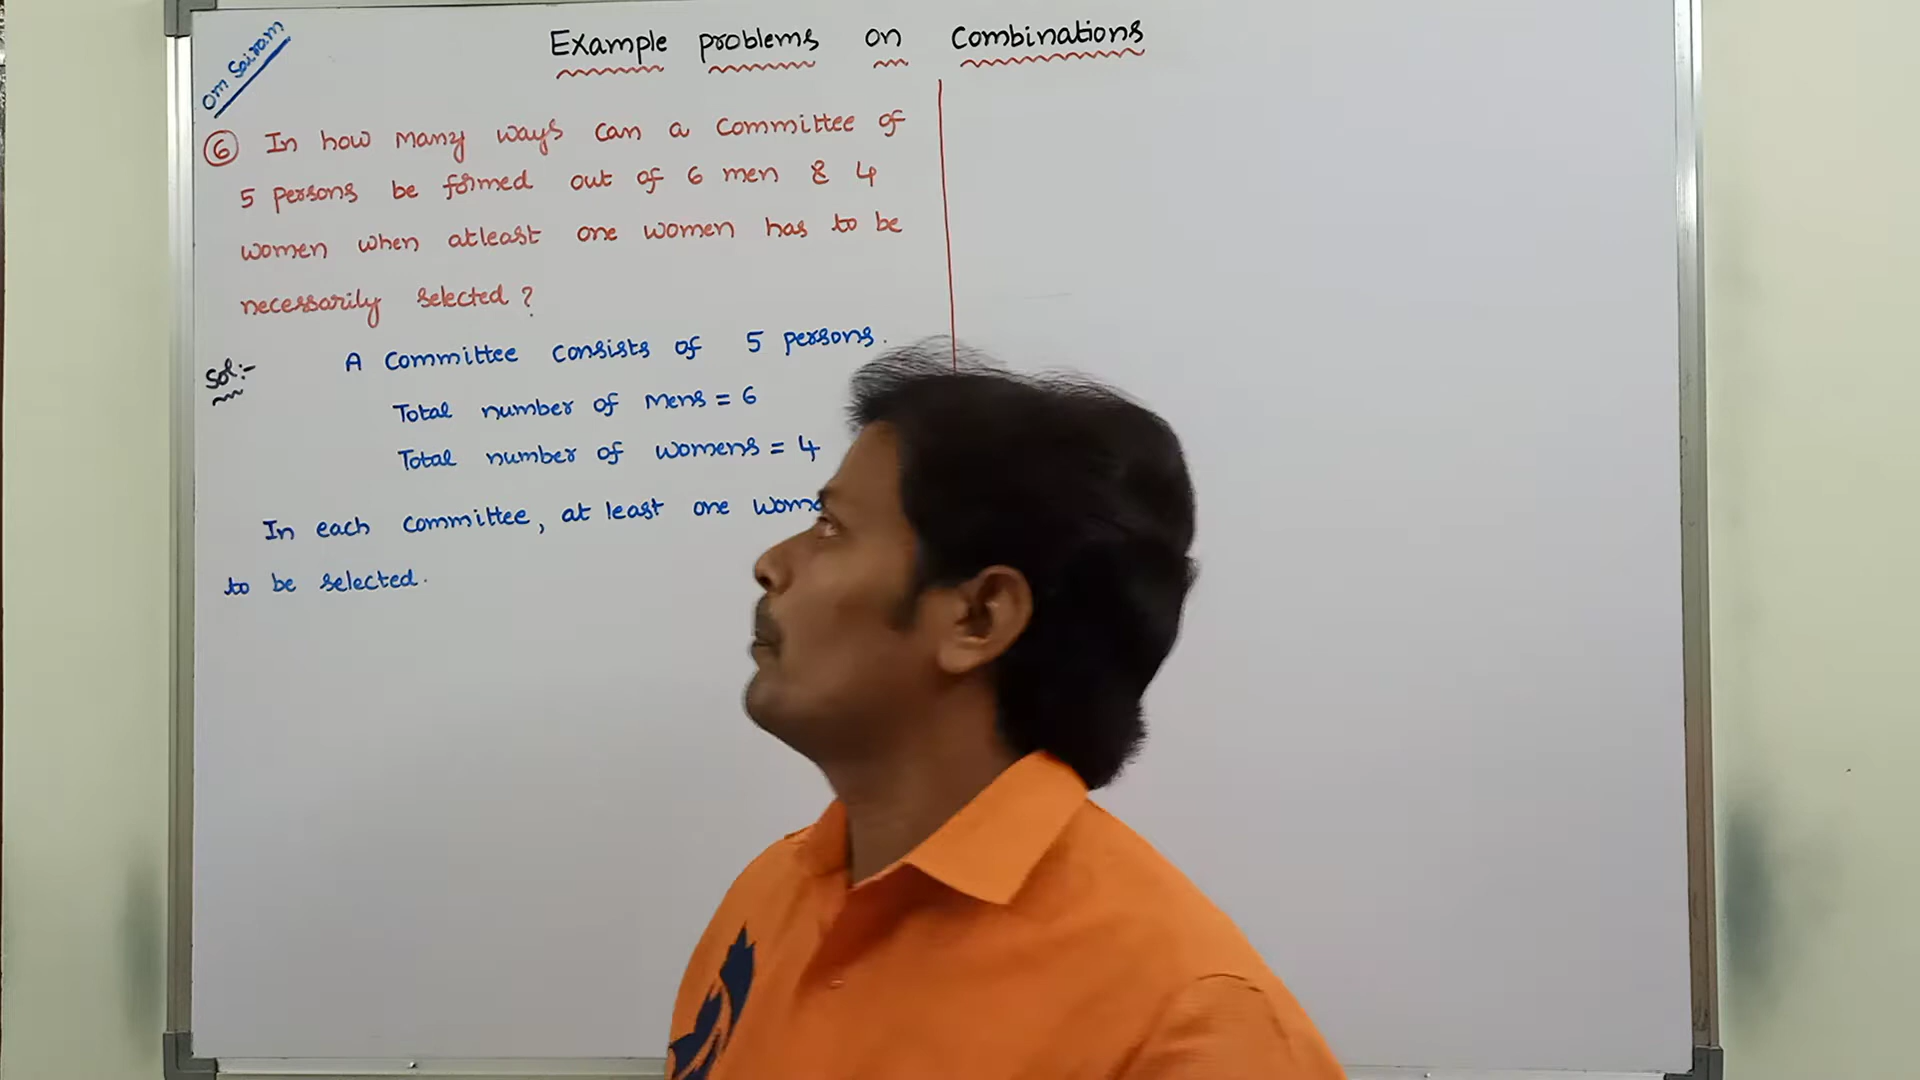 Om Sairam
Example problems on Combinations
6 In how many ways can a Committee of
5 persons be formed out of 6 men & 4
women when atleast one women has to be
necessarily selected ?
Sol:- A Committee Consists of 5 persons.
Total number of mens = 6
Total number of womens = 4
In each committee, at least one
to be selected.